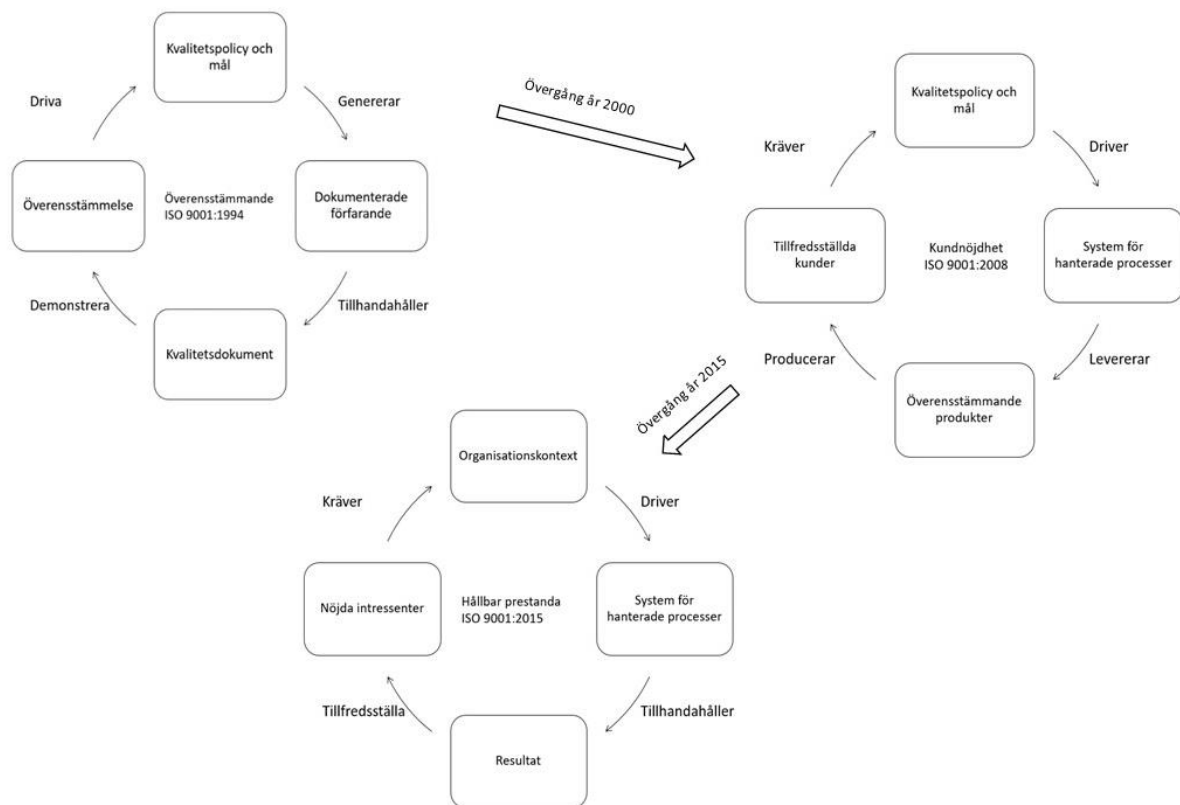 Kvalitetspolicy och
mål
Driva
Genererar
Överensstämmelse
Överensstämmande
ISO 9001:1994
Dokumenterade
förfarande
Demonstrera
Tillhandahåller
Kvalitetsdokument
Övergång år 2000
Kvalitetspolicy och
mål
Kräver
Driver
Tillfredsställda
kunder
Kundnöjdhet
ISO 9001:2008
System för
hanterade processer
Producerar
Levererar
Överensstämmande
produkter
Övergång år 2015
Organisationskontext
Kräver
Driver
Nöjda intressenter
Hållbar prestanda
ISO 9001:2015
System för
hanterade processer
Tillfredsställa
Tillhandahåller
Resultat